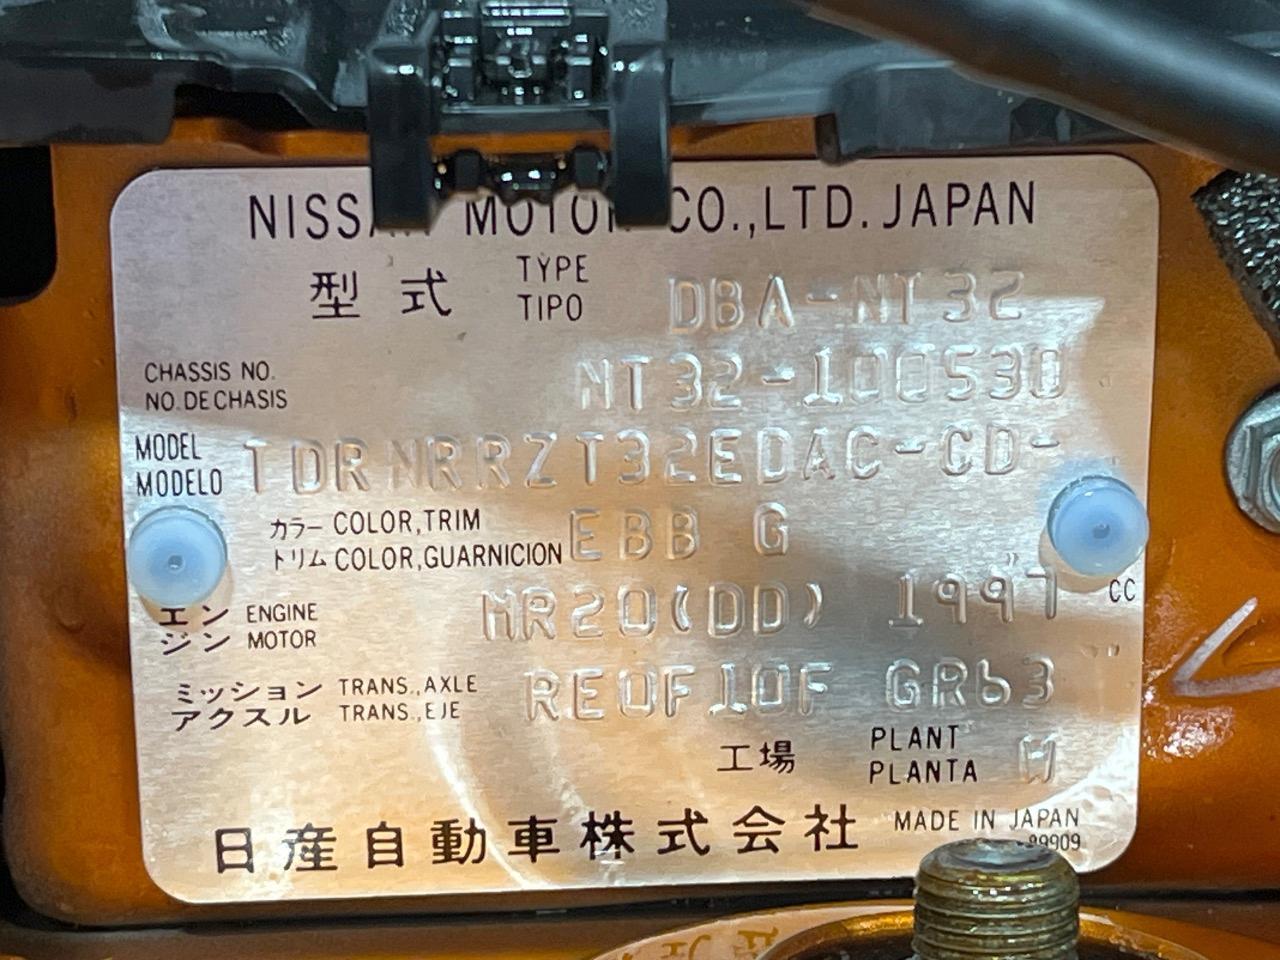 NISSAN MOTOR CO.,LTD. JAPAN
型式 TYPE TIPO DBA-NT32
CHASSIS NO. NO. DE CHASIS NT32-100530
MODEL MODELO TDRNRRZT32EDAC-CD-
カラー COLOR,TRIM
トリム COLOR,GUARNICION EBB G
エンジン ENGINE MOTOR MR20(DD) 1997 CC
ミッション TRANS.,AXLE
アクスル TRANS.,EJE RE0F10F GR63
工場 PLANT PLANTA W
日産自動車株式会社 MADE IN JAPAN
-99909